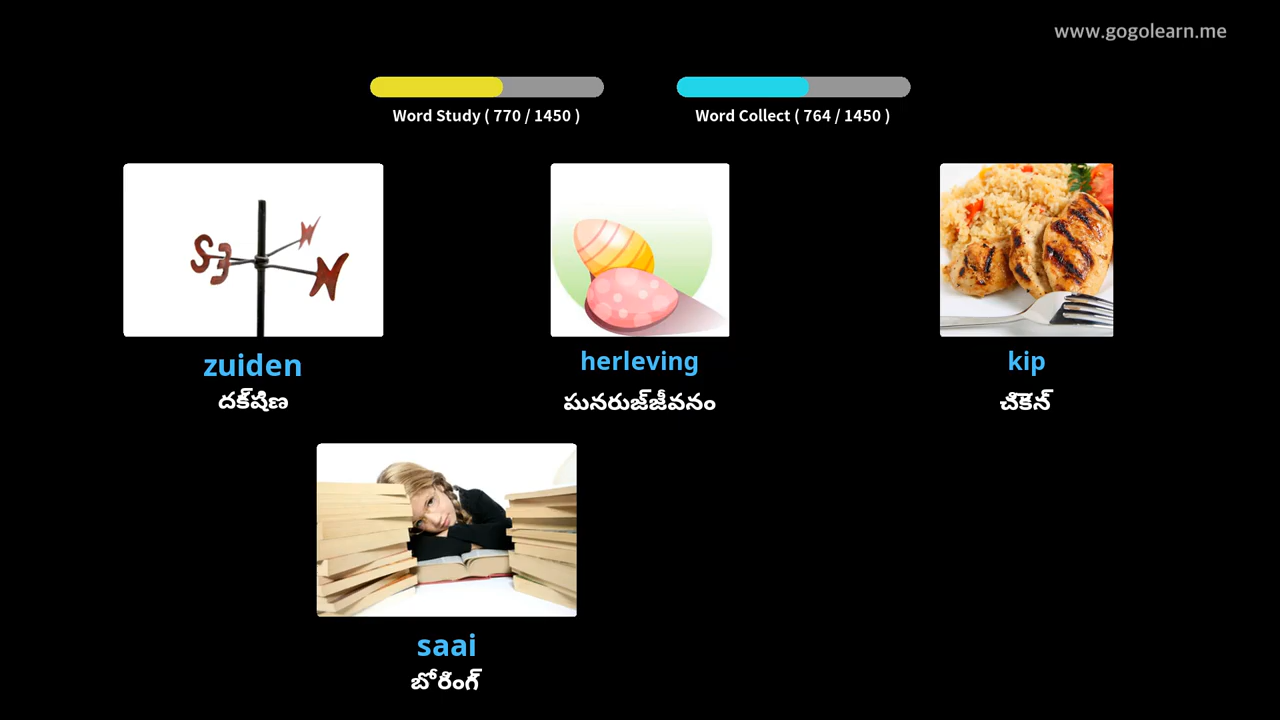 www.gogolearn.me
Word Study ( 770 / 1450 )
Word Collect ( 764 / 1450 )
zuiden
దక్షిణ
herleving
పునరుజ్జీవనం
kip
చికెన్
saai
బోరింగ్